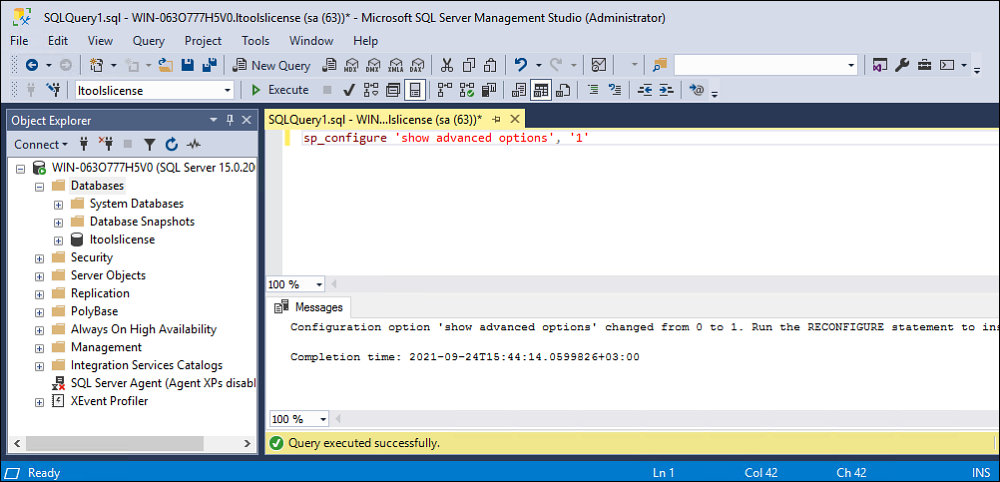 SQLQuery1.sql - WIN-063O777H5V0.Itoolslicense (sa (63))* - Microsoft SQL Server Management Studio (Administrator)
File Edit View Query Project Tools Window Help
New Query MDX DMX XMLA DAX
Itoolslicense Execute
Object Explorer
SQLQuery1.sql - WIN...lslicense (sa (63))*
Connect
WIN-063O777H5V0 (SQL Server 15.0.20
Databases
System Databases
Database Snapshots
Itoolslicense
Security
Server Objects
Replication
PolyBase
Always On High Availability
Management
Integration Services Catalogs
SQL Server Agent (Agent XPs disabl
XEvent Profiler
sp_configure 'show advanced options', '1'
100 %
Messages
Configuration option 'show advanced options' changed from 0 to 1. Run the RECONFIGURE statement to ins
Completion time: 2021-09-24T15:44:14.0599826+03:00
100 %
Query executed successfully.
Ready Ln 1 Col 42 Ch 42 INS